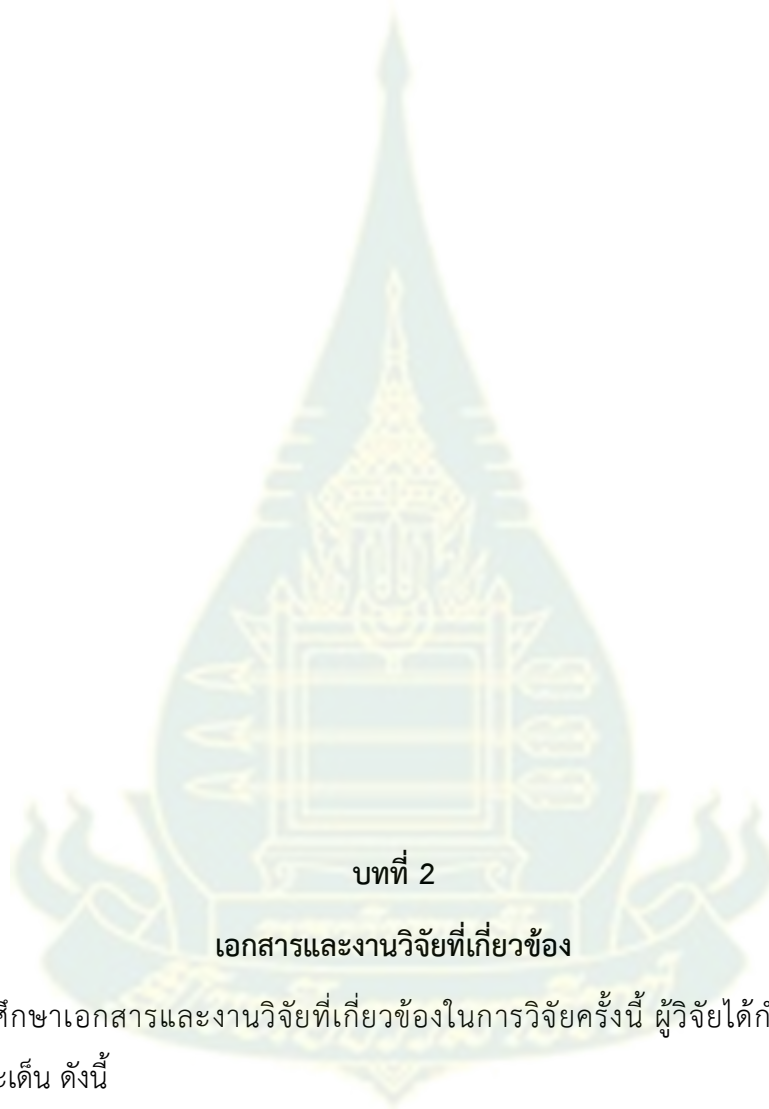 บทที่ 2
เอกสารและงานวิจัยที่เกี่ยวข้อง
ศึกษาเอกสารและงานวิจัยที่เกี่ยวข้องในการวิจัยครั้งนี้ ผู้วิจัยได้
ดังนี้